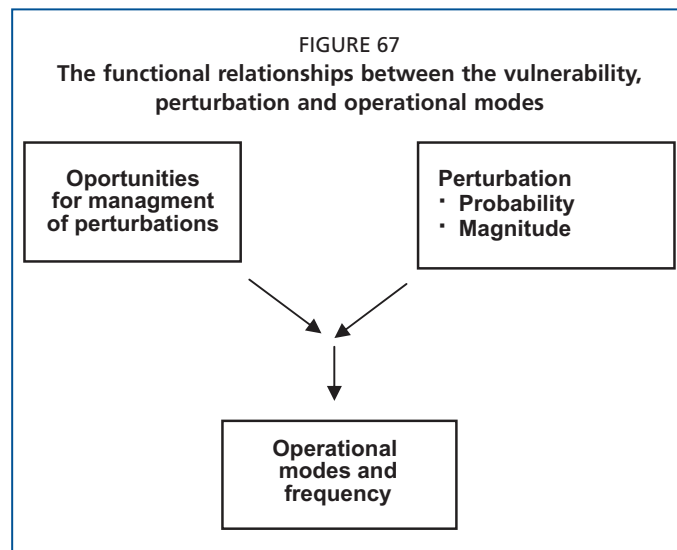 FIGURE 67
The functional relationships between the vulnerability,
perturbation and operational modes
Oportunities
for managment
of perturbations
Perturbation
· Probability
· Magnitude
Operational
modes and
frequency